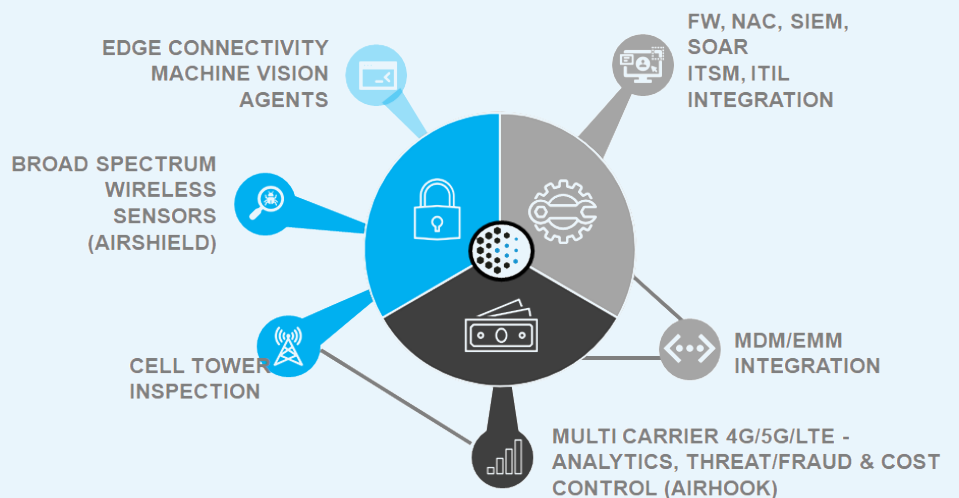 EDGE CONNECTIVITY
MACHINE VISION
AGENTS
FW, NAC, SIEM,
SOAR
ITSM, ITIL
INTEGRATION
BROAD SPECTRUM
WIRELESS
SENSORS
(AIRSHIELD)
CELL TOWER
INSPECTION
MDM/EMM
INTEGRATION
MULTI CARRIER 4G/5G/LTE -
ANALYTICS, THREAT/FRAUD & COST
CONTROL (AIRHOOK)